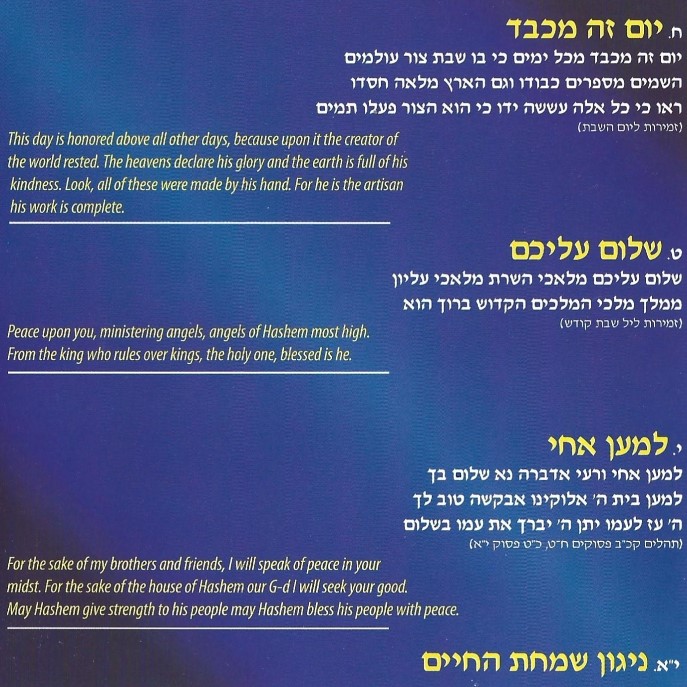 ח. יום זה מכבד
יום זה מכבד מכל ימים כי בו שבת צור עולמים
השמים מספרים כבודו וגם הארץ מלאה חסדו
ראו כי כל אלה עששה ידו כי הוא הצור פעלו תמים
(זמירות ליום השבת)
This day is honored above all other days, because upon it the creator of
the world rested. The heavens declare his glory and the earth is full of his
kindness. Look, all of these were made by his hand. For he is the artisan
his work is complete.
ט. שלום עליכם
שלום עליכם מלאכי השרת מלאכי עליון
ממלך מלכי המלכים הקדוש ברוך הוא
(זמירות ליל שבת קודש)
Peace upon you, ministering angels, angels of Hashem most high.
From the king who rules over kings, the holy one, blessed is he.
י. למען אחי
למען אחי ורעי אדברה נא שלום בך
למען בית ה' אלוקינו אבקשה טוב לך
ה' עז לעמו יתן ה' יברך את עמו בשלום
(תהלים קכ"ב פסוקים ח-ט, כ"ט פסוק י"א)
For the sake of my brothers and friends, I will speak of peace in your
midst. For the sake of the house of Hashem our G-d I will seek your good.
May Hashem give strength to his people may Hashem bless his people with peace.
י"א. ניגון שמחת החיים